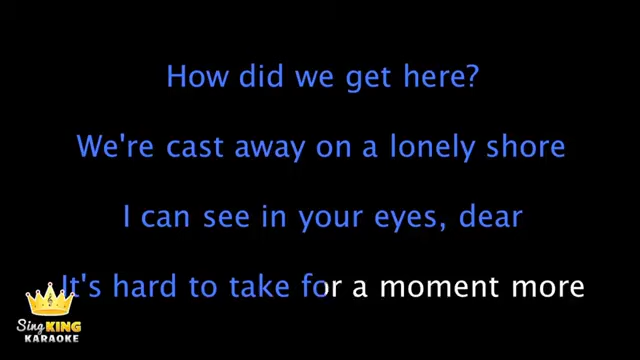 How did we get here?
We're cast away on a lonely shore
I can see in your eyes, dear
It's hard to take for a moment more
Sing KING
KARAOKE